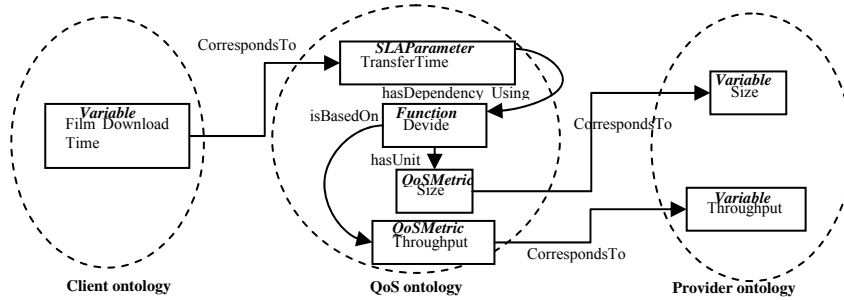 CorrespondsTo
SLAParameter
TransferTime
hasDependency Using
Variable
Film Download
Time
isBasedOn
Function
Devide
hasUnit
QoSMetric
Size
QoSMetric
Throughput
CorrespondsTo
CorrespondsTo
Variable
Size
Variable
Throughput
Client ontology
QoS ontology
Provider ontology